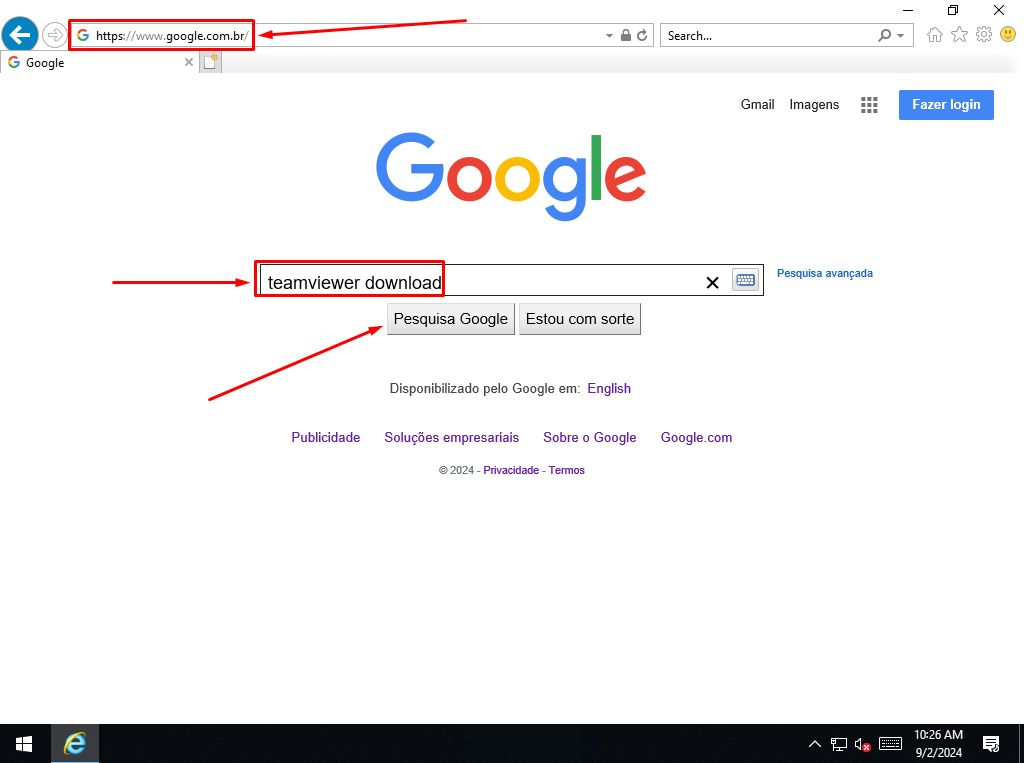 https://www.google.com.br/
Search...
Google
Gmail Imagens Fazer login
Google
teamviewer download
Pesquisa avançada
Pesquisa Google Estou com sorte
Disponibilizado pelo Google em: English
Publicidade Soluções empresariais Sobre o Google Google.com
© 2024 - Privacidade - Termos
10:26 AM
9/2/2024